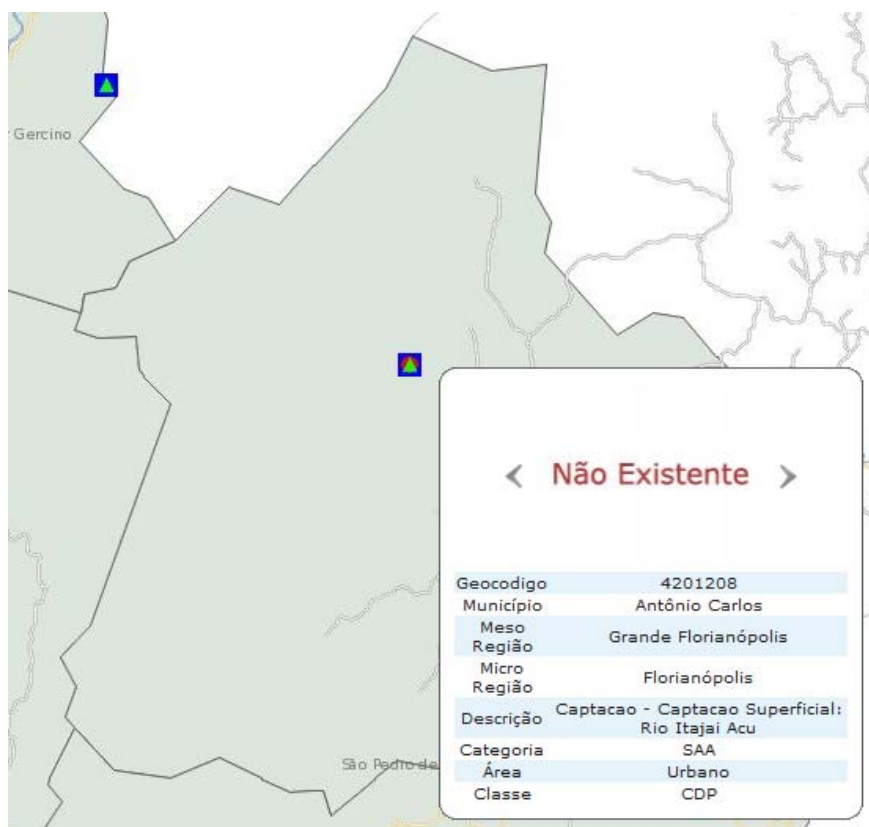 Gercino
‹ Não Existente ›
Geocodigo 4201208
Município Antônio Carlos
Meso
Região Grande Florianópolis
Micro
Região Florianópolis
Descrição Captacao - Captacao Superficial:
Rio Itajai Acu
Categoria SAA
Área Urbano
Classe CDP
São Pedro de